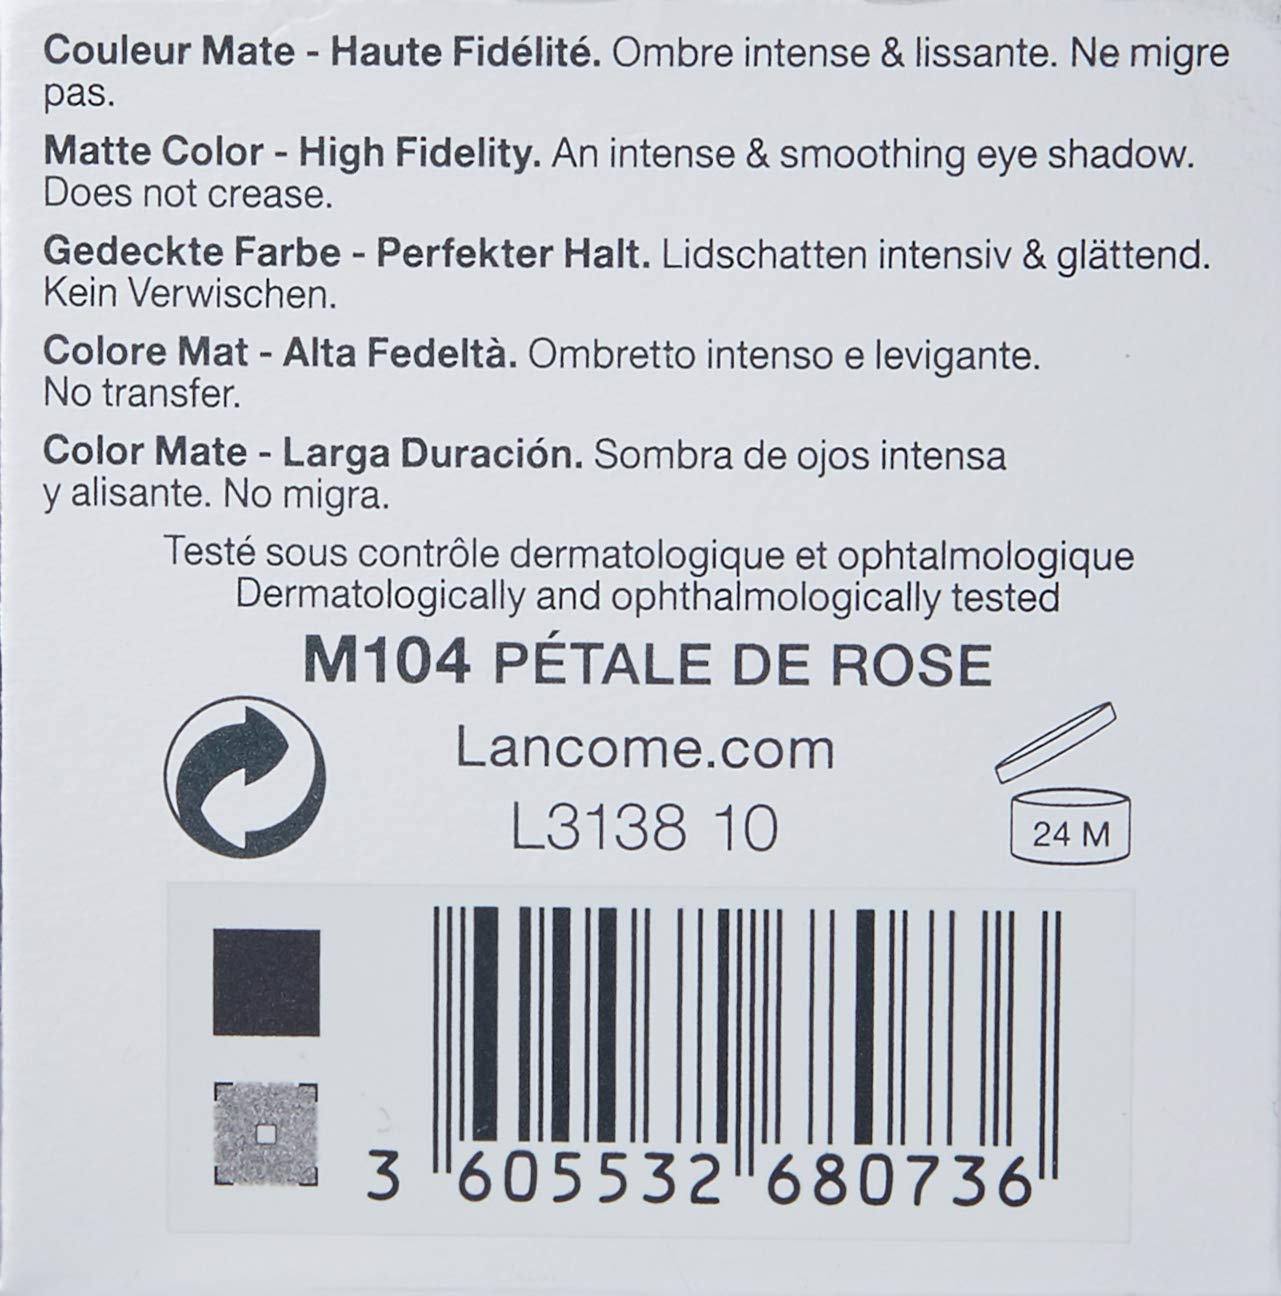 Couleur Mate - Haute Fidélité. Ombre intense & lissante. Ne migre
pas.
Matte Color - High Fidelity. An intense & smoothing eye shadow.
Does not crease.
Gedeckte Farbe - Perfekter Halt. Lidschatten intensiv & glättend.
Kein Verwischen.
Colore Mat - Alta Fedeltà. Ombretto intenso e levigante.
No transfer.
Color Mate - Larga Duración. Sombra de ojos intensa
y alisante. No migra.
Testé sous contrôle dermatologique et ophtalmologique
Dermatologically and ophthalmologically tested
M104 PÉTALE DE ROSE
Lancome.com
L3138 10
24 M
3 605532 680736